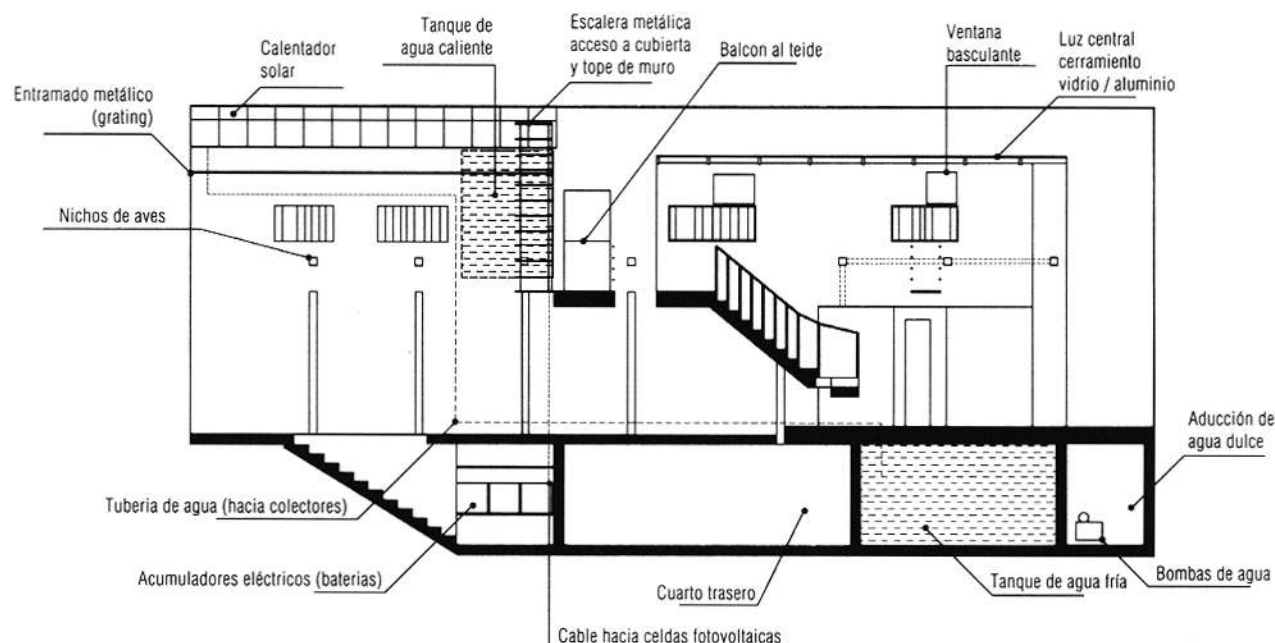 Calentador
solar
Tanque de
agua caliente
Escalera metálica
acceso a cubierta
y tope de muro
Balcon al teide
Ventana
basculante
Luz central
cerramiento
vidrio / aluminio
Entramado metálico
(grating)
Nichos de aves
Aducción de
agua dulce
Tuberia de agua (hacia colectores)
Acumuladores eléctricos (baterias)
Cuarto trasero
Tanque de agua fría
Bombas de agua
Cable hacia celdas fotovoltaicas